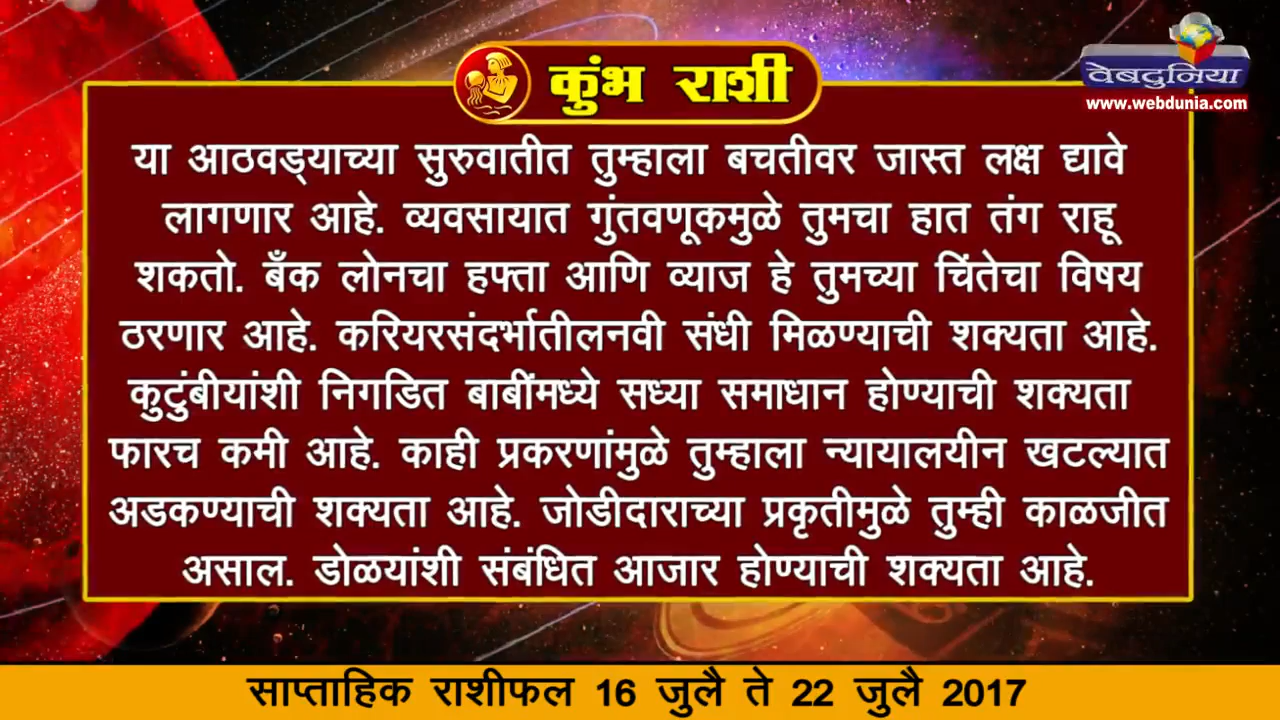 वेबदुनिया
www.webdunia.com
कुंभ राशी
या आठवड्याच्या सुरुवातीत तुम्हाला बचतीवर जास्त लक्ष द्यावे
लागणार आहे. व्यवसायात गुंतवणूकमुळे तुमचा हात तंग राहू
शकतो. बँक लोनचा हफ्ता आणि व्याज हे तुमच्या चिंतेचा विषय
ठरणार आहे. करियरसंदर्भातीलनवी संधी मिळण्याची शक्यता आहे.
कुटुंबीयांशी निगडित बाबींमध्ये सध्या समाधान होण्याची शक्यता
फारच कमी आहे. काही प्रकरणांमुळे तुम्हाला न्यायालयीन खटल्यात
अडकण्याची शक्यता आहे. जोडीदाराच्या प्रकृतीमुळे तुम्ही काळजीत
असाल. डोळयांशी संबंधित आजार होण्याची शक्यता आहे.
साप्ताहिक राशीफल 16 जुलै ते 22 जुलै 2017